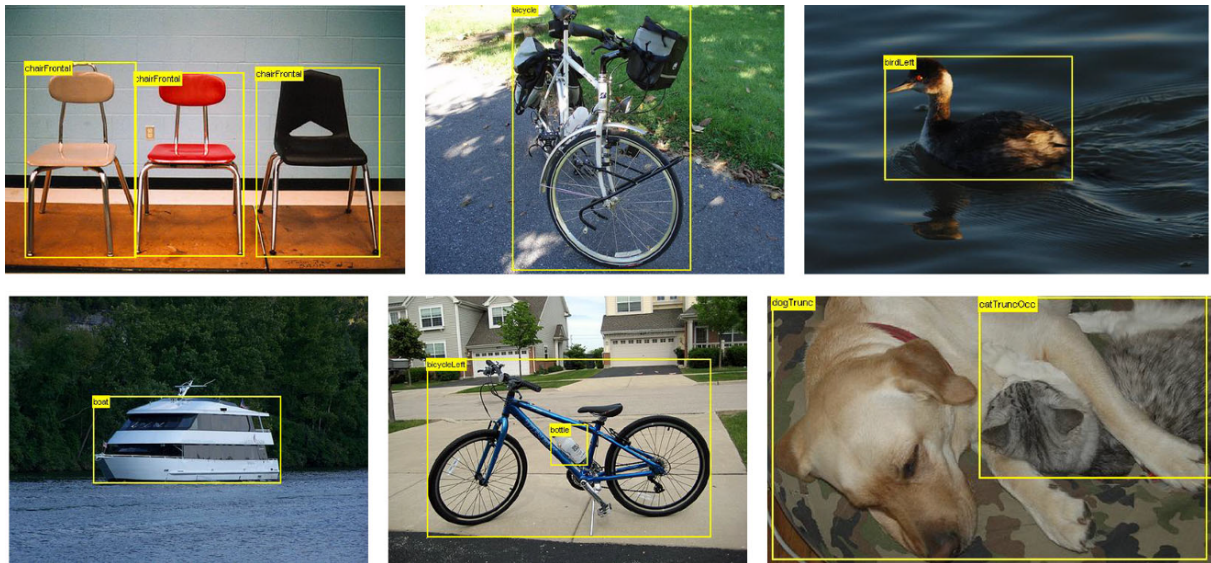 chairFrontal
chairFrontal
chairFrontal
bicycle
birdLeft
boat
bicycleLeft
bottle
dogTrunc
catTruncOcc